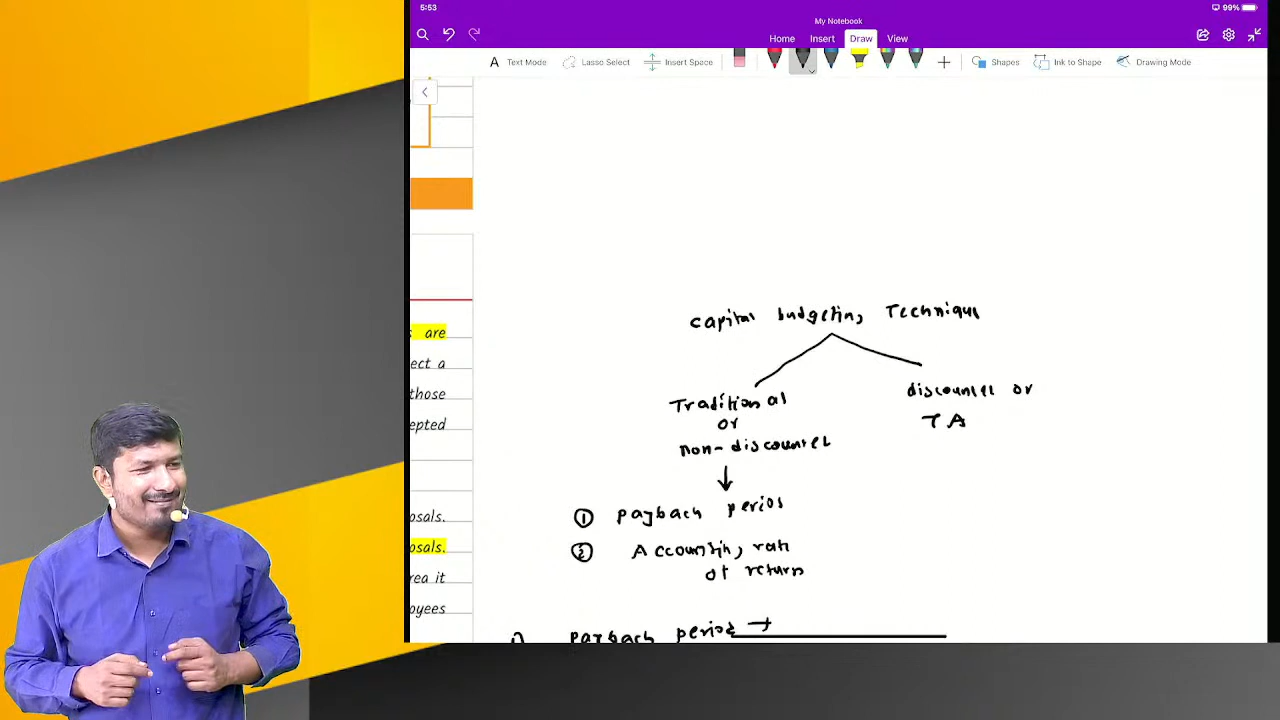 5:53
99%
My Notebook
Home Insert Draw View
A Text Mode Lasso Select Insert Space Shapes Ink to Shape Drawing Mode
s are
ect a
those
epted
osals.
osals.
rea it
oyees
Capital budgeting Technique
Traditional
or
non-discounted
discounted or
TA
① Payback period
② Accounting rate
of return
1) Payback period →